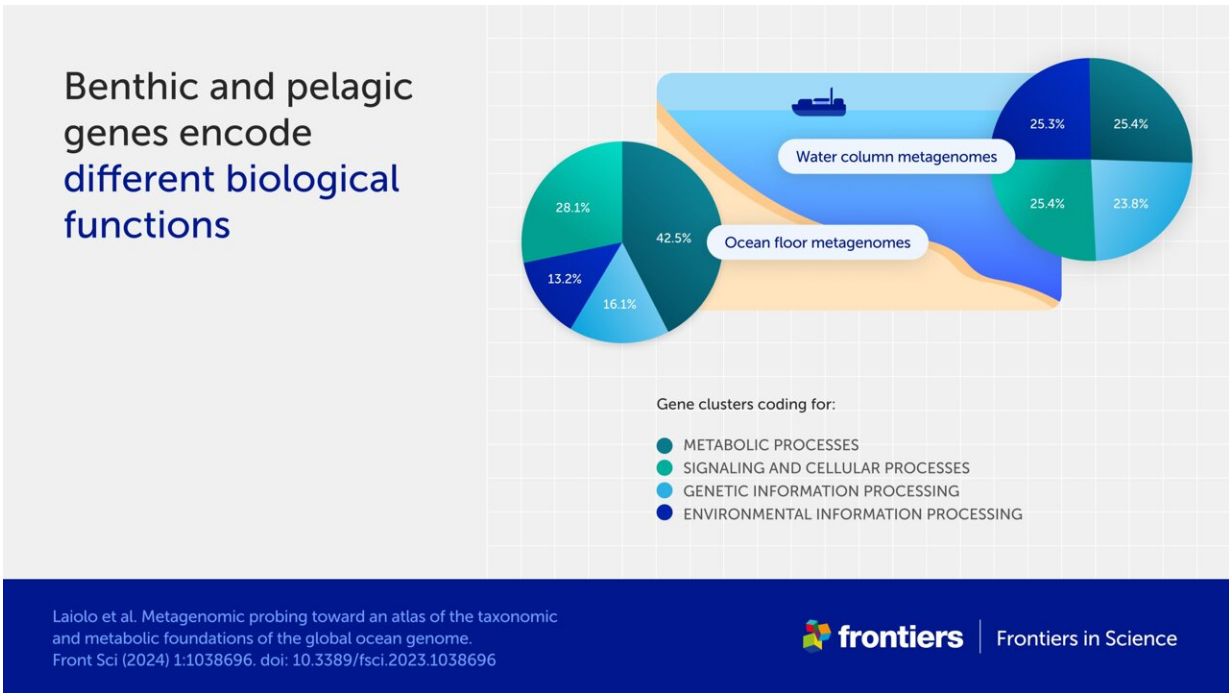 Benthic and pelagic
genes encode
different biological
functions
25.3%
25.4%
Water column metagenomes
25.4%
23.8%
28.1%
42.5%
Ocean floor metagenomes
13.2%
16.1%
Gene clusters coding for:
METABOLIC PROCESSES
SIGNALING AND CELLULAR PROCESSES
GENETIC INFORMATION PROCESSING
ENVIRONMENTAL INFORMATION PROCESSING
Laiolo et al. Metagenomic probing toward an atlas of the taxonomic
and metabolic foundations of the global ocean genome.
Front Sci (2024) 1:1038696. doi: 10.3389/fsci.2023.1038696
frontiers | Frontiers in Science